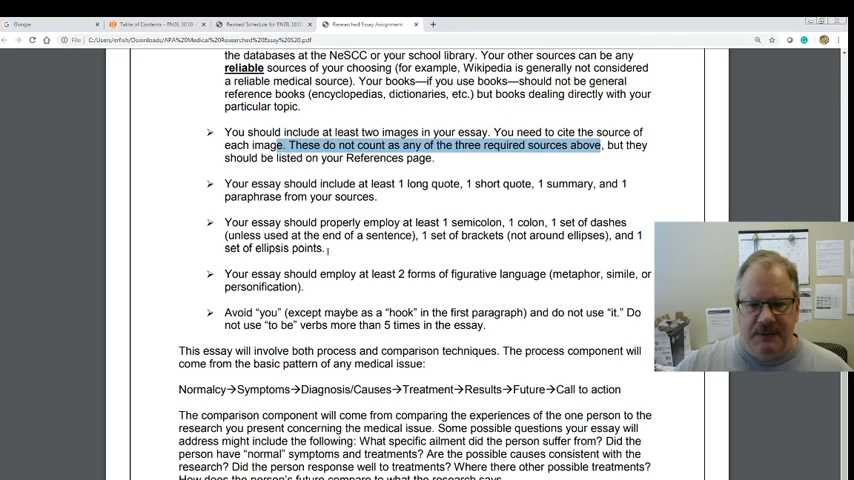 Google
Table of Contents - ENGL 1010-
Revised Schedule for ENGL 1010
Researched Essay Assignment
File
C:/Users/erfish/Downloads/APA%20Medical%20Researched%20Essay%20S%20.pdf
the databases at the NeSCC or your school library. Your other sources can be any
reliable sources of your choosing (for example, Wikipedia is generally not considered
a reliable medical source). Your books—if you use books—should not be general
reference books (encyclopedias, dictionaries, etc.) but books dealing directly with your
particular topic.
You should include at least two images in your essay. You need to cite the source of
each image. These do not count as any of the three required sources above, but they
should be listed on your References page.
Your essay should include at least 1 long quote, 1 short quote, 1 summary, and 1
paraphrase from your sources.
Your essay should properly employ at least 1 semicolon, 1 colon, 1 set of dashes
(unless used at the end of a sentence), 1 set of brackets (not around ellipses), and 1
set of ellipsis points.
Your essay should employ at least 2 forms of figurative language (metaphor, simile, or
personification).
Avoid “you” (except maybe as a “hook” in the first paragraph) and do not use “it.” Do
not use “to be” verbs more than 5 times in the essay.
This essay will involve both process and comparison techniques. The process component will
come from the basic pattern of any medical issue:
Normalcy→Symptoms→Diagnosis/Causes→Treatment→Results→Future→Call to action
The comparison component will come from comparing the experiences of the one person to the
research you present concerning the medical issue. Some possible questions your essay will
address might include the following: What specific ailment did the person suffer from? Did the
person have “normal” symptoms and treatments? Are the possible causes consistent with the
research? Did the person response well to treatments? Where there other possible treatments?
How does the person's future compare to what the research says